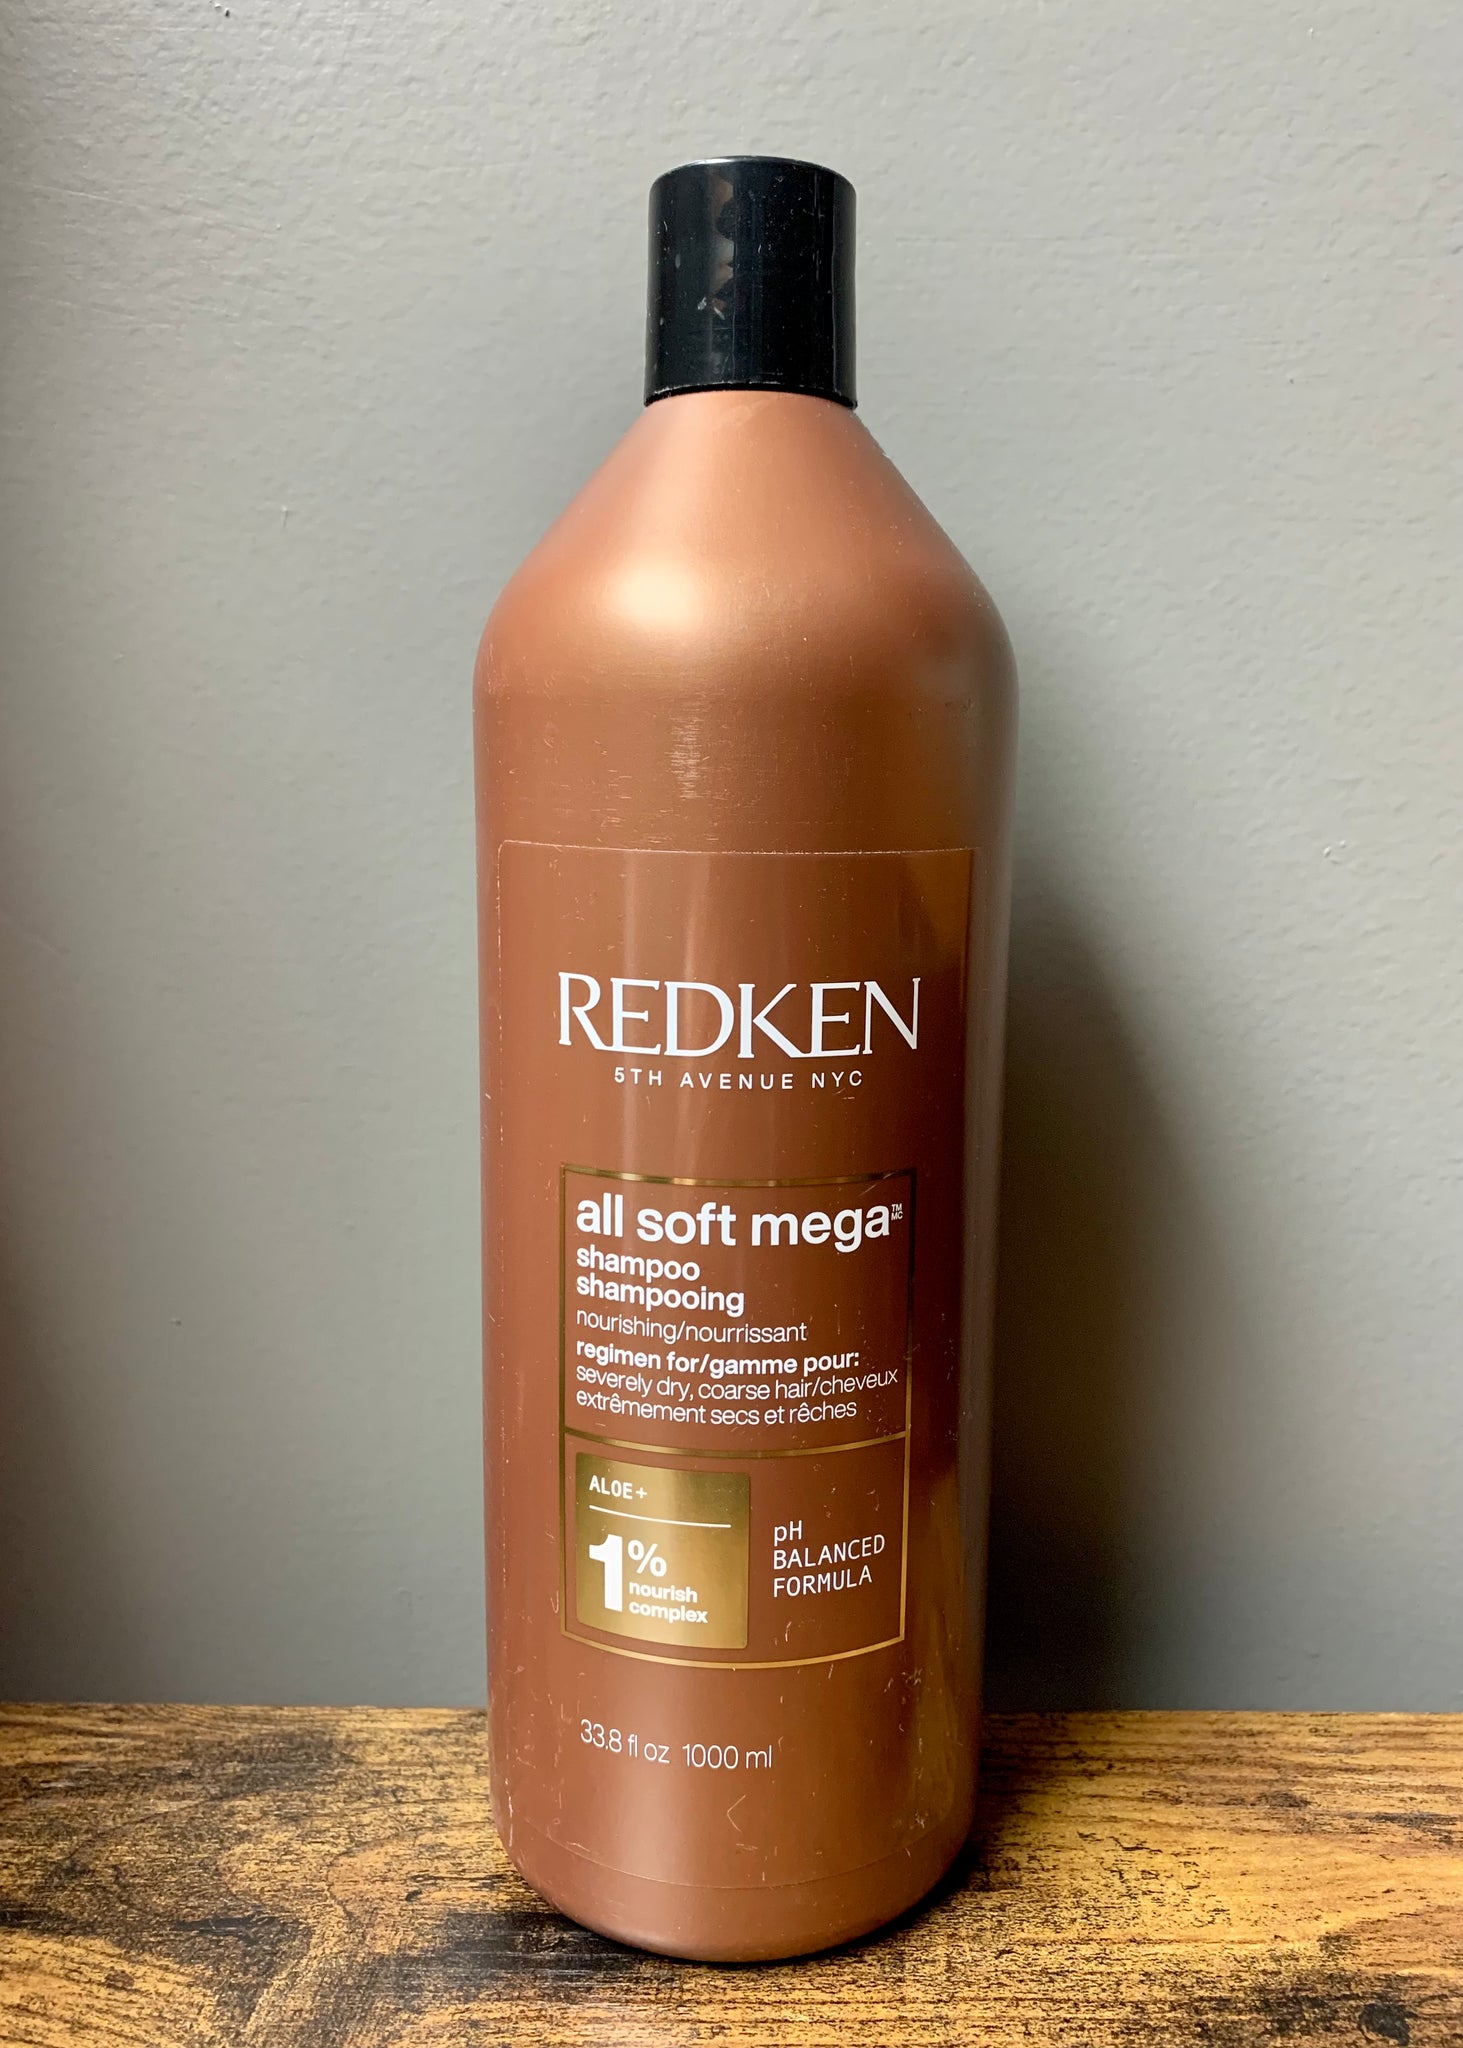 REDKEN
5TH AVENUE NYC
all soft mega™ MC
shampoo
shampooing
nourishing/nourrissant
regimen for/gamme pour:
severely dry, coarse hair/cheveux
extrêmement secs et rêches
ALOE+
1%
nourish
complex
pH
BALANCED
FORMULA
33.8 fl oz 1000 ml